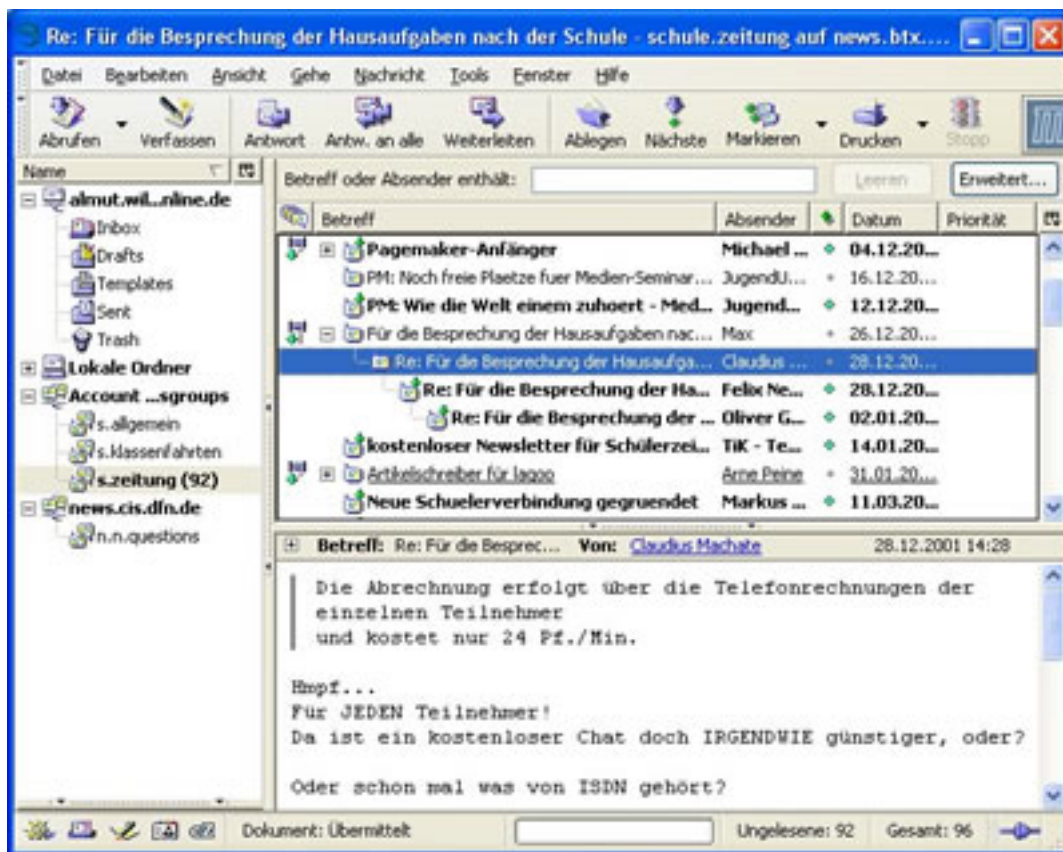 Re: Für die Besprechung der Hausaufgaben nach der Schule - schule.zeitung auf news.btx....
Datei Bearbeiten Ansicht Gehe Nachricht Tools Fenster Hilfe
Abrufen Verfassen Antwort Antw. an alle Weiterleiten Ablegen Nächste Markieren Drucken Stopp
Name
almut.wil...nline.de
Inbox
Drafts
Templates
Sent
Trash
Lokale Ordner
Account ...sgroups
s.allgemein
s.klassenfahrten
s.zeitung (92)
news.cis.dfn.de
n.n.questions
Betreff oder Absender enthält: Leeren Erweitert...
Betreff Absender Datum Priorität
Pagemaker-Anfänger Michael ... 04.12.20...
PM: Noch freie Plaetze fuer Medien-Seminar... JugendU... 16.12.20...
PM: Wie die Welt einem zuhoert - Med... Jugend... 12.12.20...
Für die Besprechung der Hausaufgaben nac... Max 26.12.20...
Re: Für die Besprechung der Hausaufga... Claudius ... 28.12.20...
Re: Für die Besprechung der Ha... Felix Ne... 28.12.20...
Re: Für die Besprechung der ... Oliver G... 02.01.20...
kostenloser Newsletter für Schülerzei... TiK - Te... 14.01.20...
Artikelschreiber für lagoo Arne Peine 31.01.20...
Neue Schuelerverbindung gegruendet Markus ... 11.03.20...
Betreff: Re: Für die Besprec... Von: Claudius Machate 28.12.2001 14:28
Die Abrechnung erfolgt über die Telefonrechnungen der
einzelnen Teilnehmer
und kostet nur 24 Pf./Min.
Hmpf...
Für JEDEN Teilnehmer!
Da ist ein kostenloser Chat doch IRGENDWIE günstiger, oder?
Oder schon mal was von ISDN gehört?
Dokument: Übermittelt Ungelesene: 92 Gesamt: 96